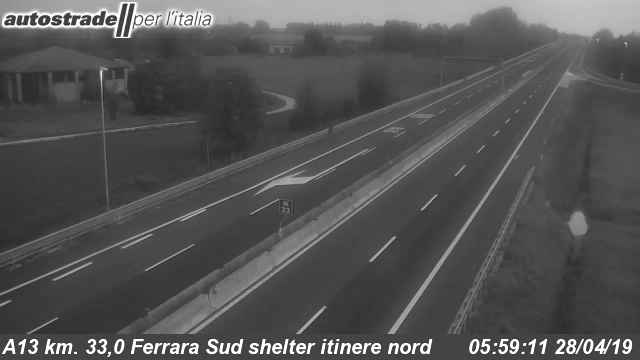 autostrade per l'italia
33
A13 km. 33,0 Ferrara Sud shelter itinere nord 05:59:11 28/04/19